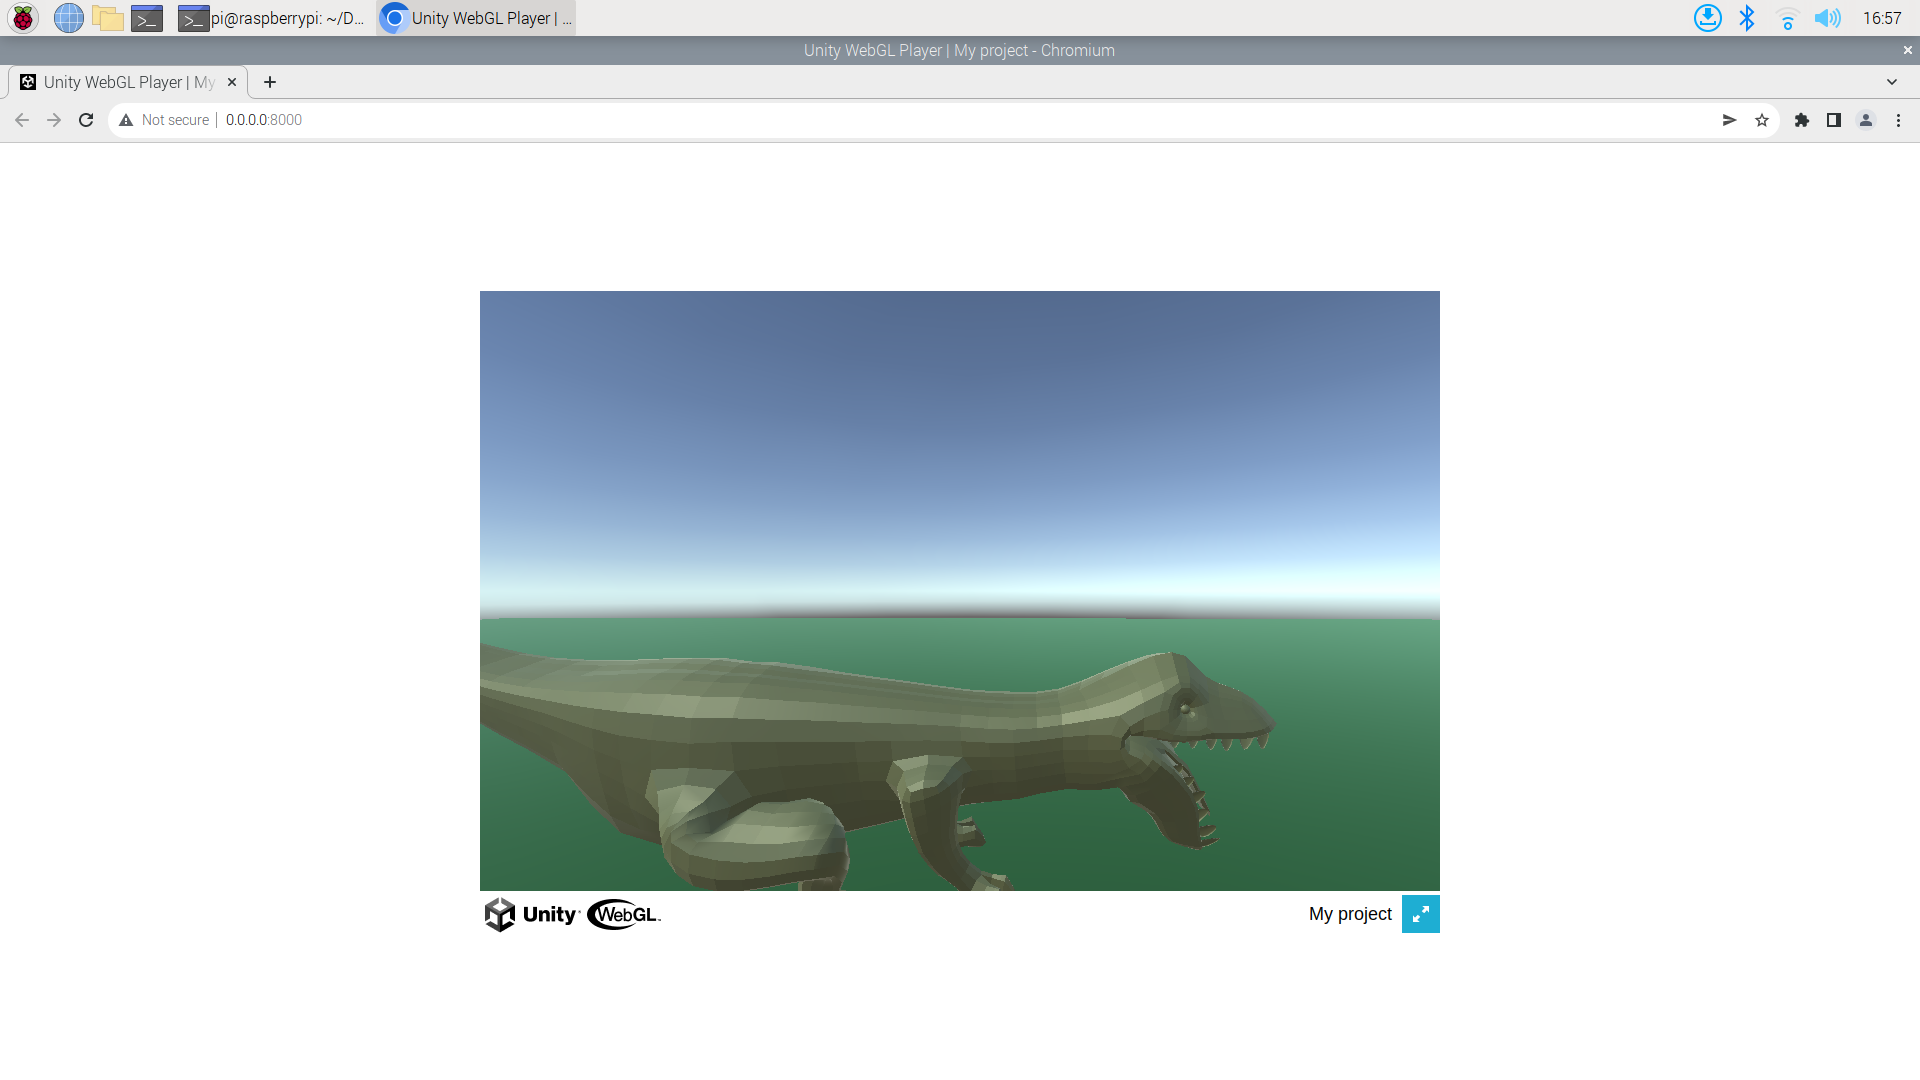 pi@raspberrypi: ~/D...
Unity WebGL Player | ...
16:57
Unity WebGL Player | My project - Chromium
Unity WebGL Player | My
Not secure
0.0.0.0:8000
Unity
WebGL™
My project